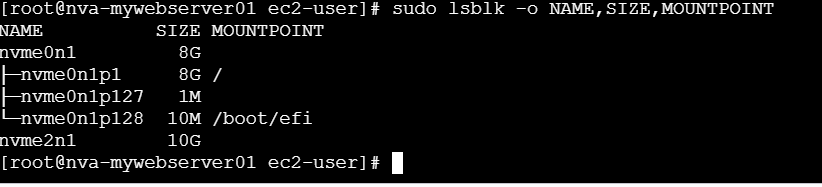 [root@nva-mywebserver01 ec2-user]# sudo lsblk -o NAME,SIZE,MOUNTPOINT
NAME          SIZE MOUNTPOINT
nvme0n1         8G
├─nvme0n1p1     8G /
├─nvme0n1p127   1M
└─nvme0n1p128  10M /boot/efi
nvme2n1        10G
[root@nva-mywebserver01 ec2-user]#